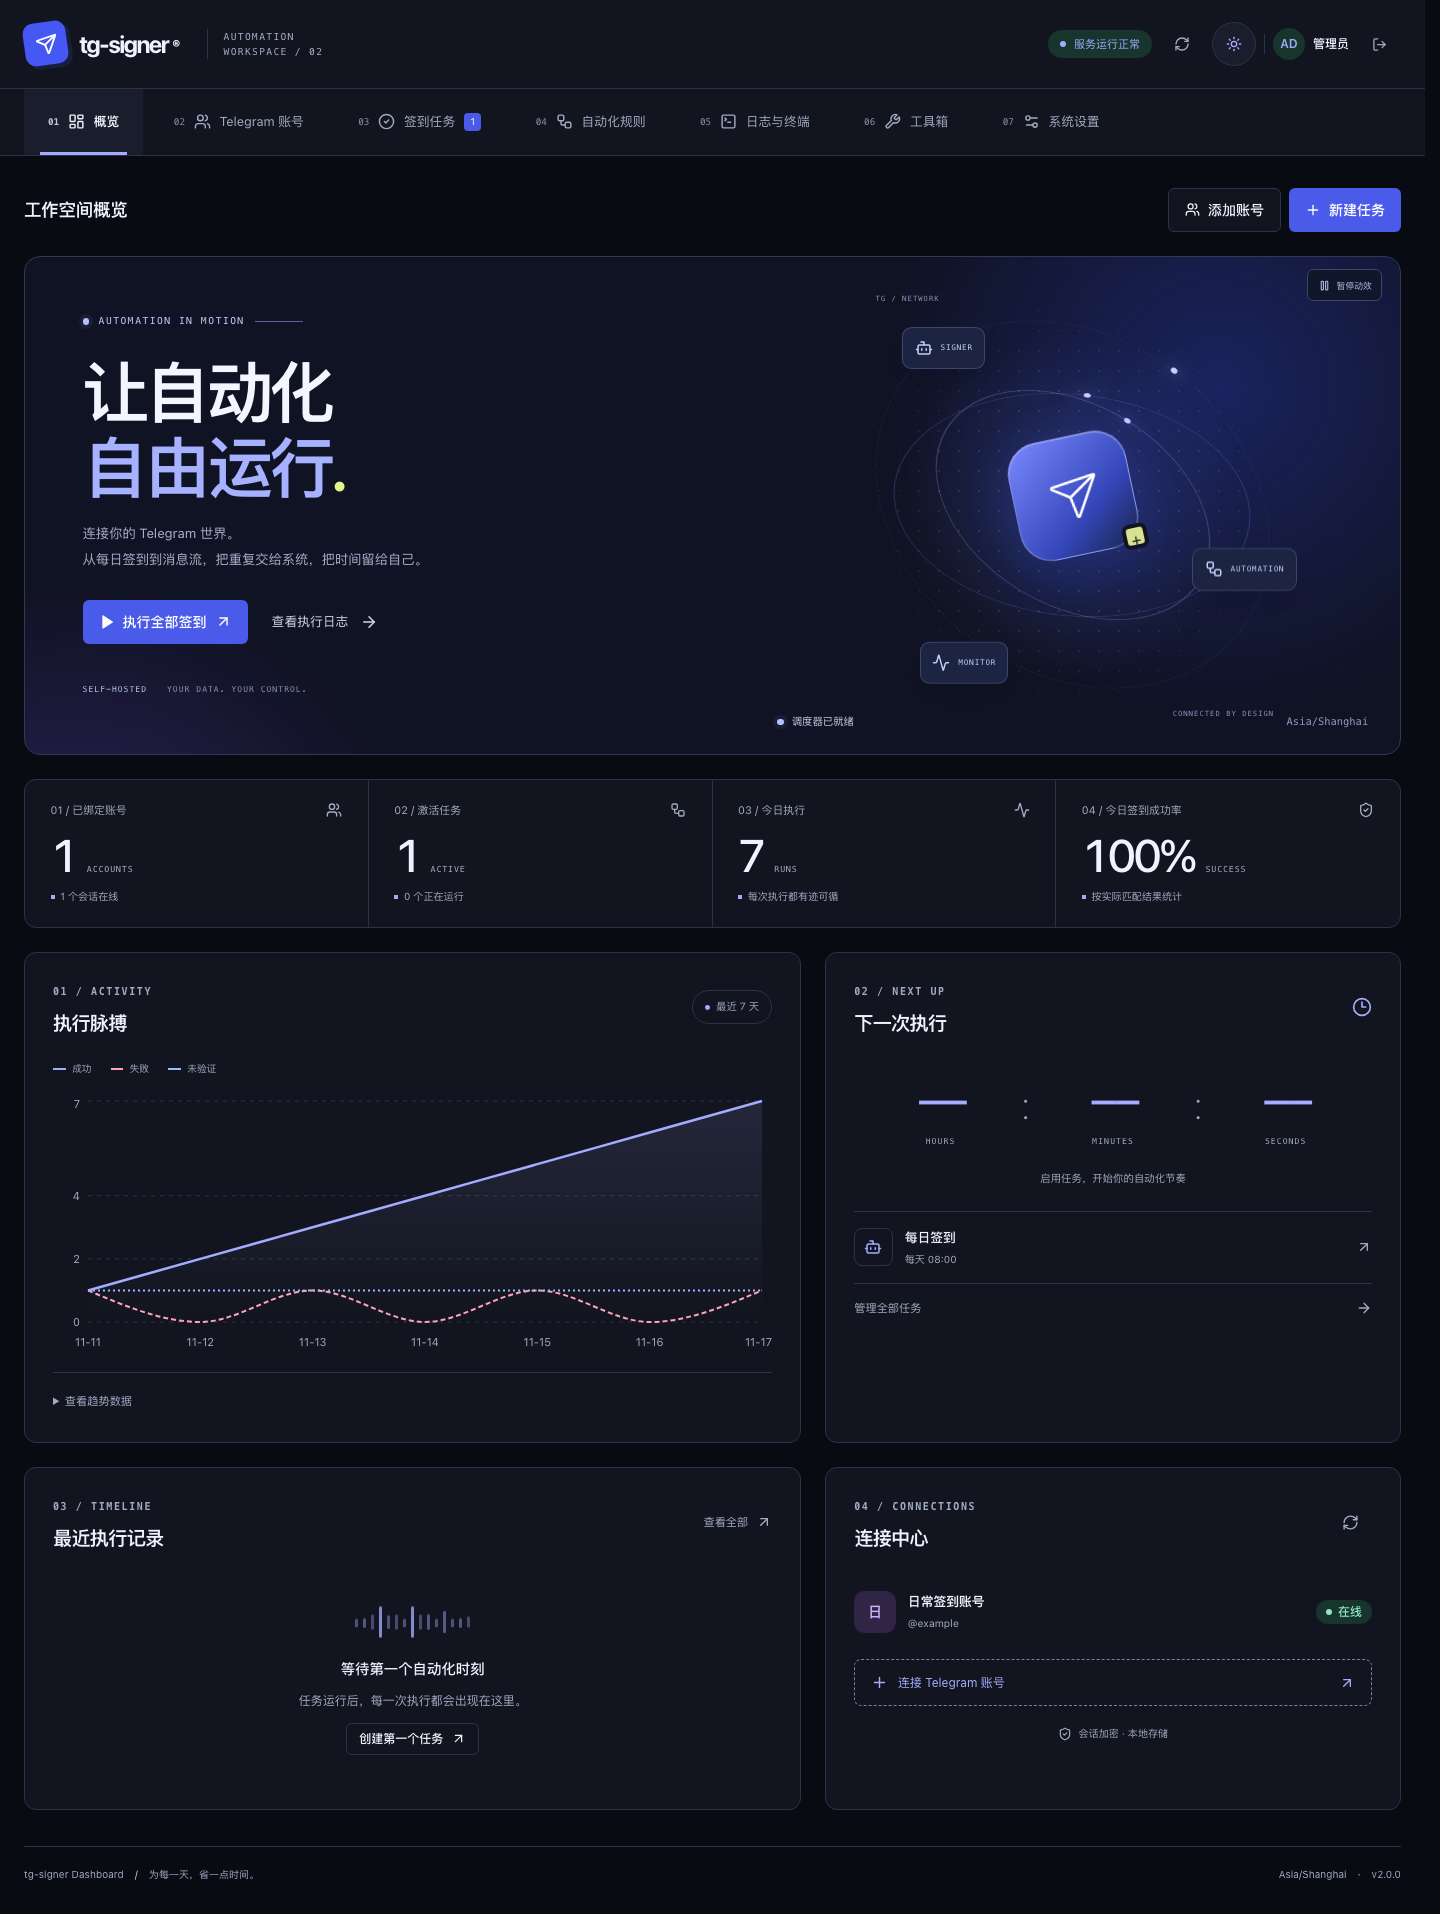 tg-signer®
AUTOMATION
WORKSPACE / 02
服务运行正常
AD 管理员
01 概览
02 Telegram 账号
03 签到任务 1
04 自动化规则
05 日志与终端
06 工具箱
07 系统设置
工作空间概览
添加账号
新建任务
暂停动效
AUTOMATION IN MOTION
让自动化
自由运行.
连接你的 Telegram 世界。
从每日签到到消息流，把重复交给系统，把时间留给自己。
执行全部签到
查看执行日志
SELF-HOSTED YOUR DATA. YOUR CONTROL.
TG / NETWORK
SIGNER
AUTOMATION
MONITOR
CONNECTED BY DESIGN
调度器已就绪
Asia/Shanghai
01 / 已绑定账号
1 ACCOUNTS
1 个会话在线
02 / 激活任务
1 ACTIVE
0 个正在运行
03 / 今日执行
7 RUNS
每次执行都有迹可循
04 / 今日签到成功率
100% SUCCESS
按实际匹配结果统计
01 / ACTIVITY
执行脉搏
最近 7 天
成功 失败 未验证
7
4
2
0
11-11 11-12 11-13 11-14 11-15 11-16 11-17
查看趋势数据
02 / NEXT UP
下一次执行
—— : —— : ——
HOURS MINUTES SECONDS
启用任务，开始你的自动化节奏
每日签到
每天 08:00
管理全部任务
03 / TIMELINE
最近执行记录
查看全部
等待第一个自动化时刻
任务运行后，每一次执行都会出现在这里。
创建第一个任务
04 / CONNECTIONS
连接中心
日
日常签到账号
@example
在线
连接 Telegram 账号
会话加密 · 本地存储
tg-signer Dashboard / 为每一天，省一点时间。
Asia/Shanghai · v2.0.0